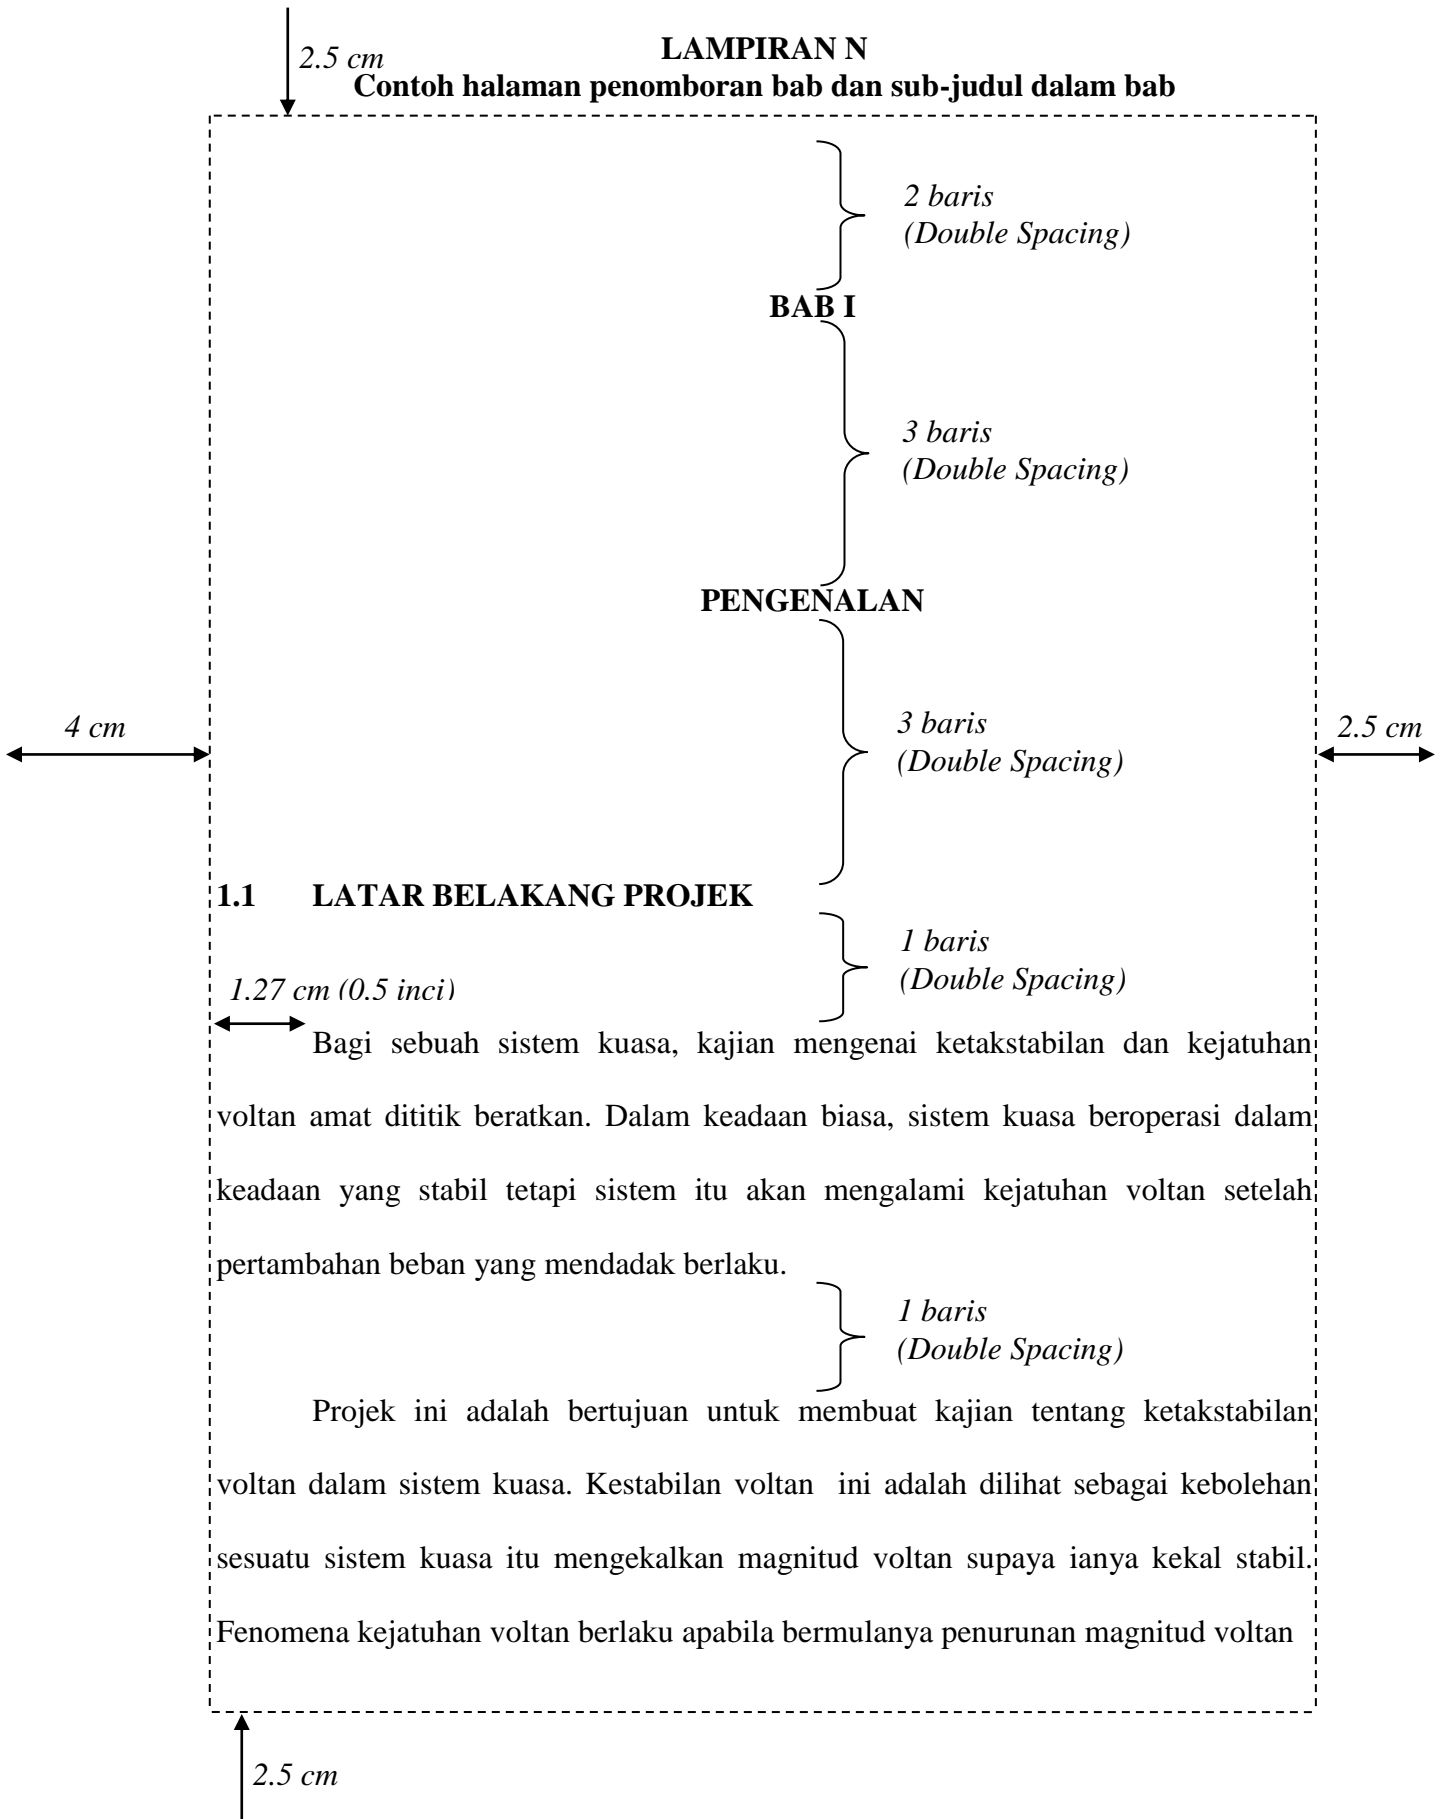 2.5 cm
LAMPIRAN N
Contoh halaman penomboran bab dan sub-judul dalam bab
2 baris
(Double Spacing)
BAB I
3 baris
(Double Spacing)
PENGENALAN
4 cm
3 baris
(Double Spacing)
2.5 cm
1.1 LATAR BELAKANG PROJEK
1 baris
(Double Spacing)
1.27 cm (0.5 inci)
Bagi sebuah sistem kuasa, kajian mengenai ketakstabilan dan kejatuhan
voltan amat dititik beratkan. Dalam keadaan biasa, sistem kuasa beroperasi dalam
keadaan yang stabil tetapi sistem itu akan mengalami kejatuhan voltan setelah
pertambahan beban yang mendadak berlaku.
1 baris
(Double Spacing)
Projek ini adalah bertujuan untuk membuat kajian tentang ketakstabilan
voltan dalam sistem kuasa. Kestabilan voltan ini adalah dilihat sebagai kebolehan
sesuatu sistem kuasa itu mengekalkan magnitud voltan supaya ianya kekal stabil.
Fenomena kejatuhan voltan berlaku apabila bermulanya penurunan magnitud voltan
2.5 cm